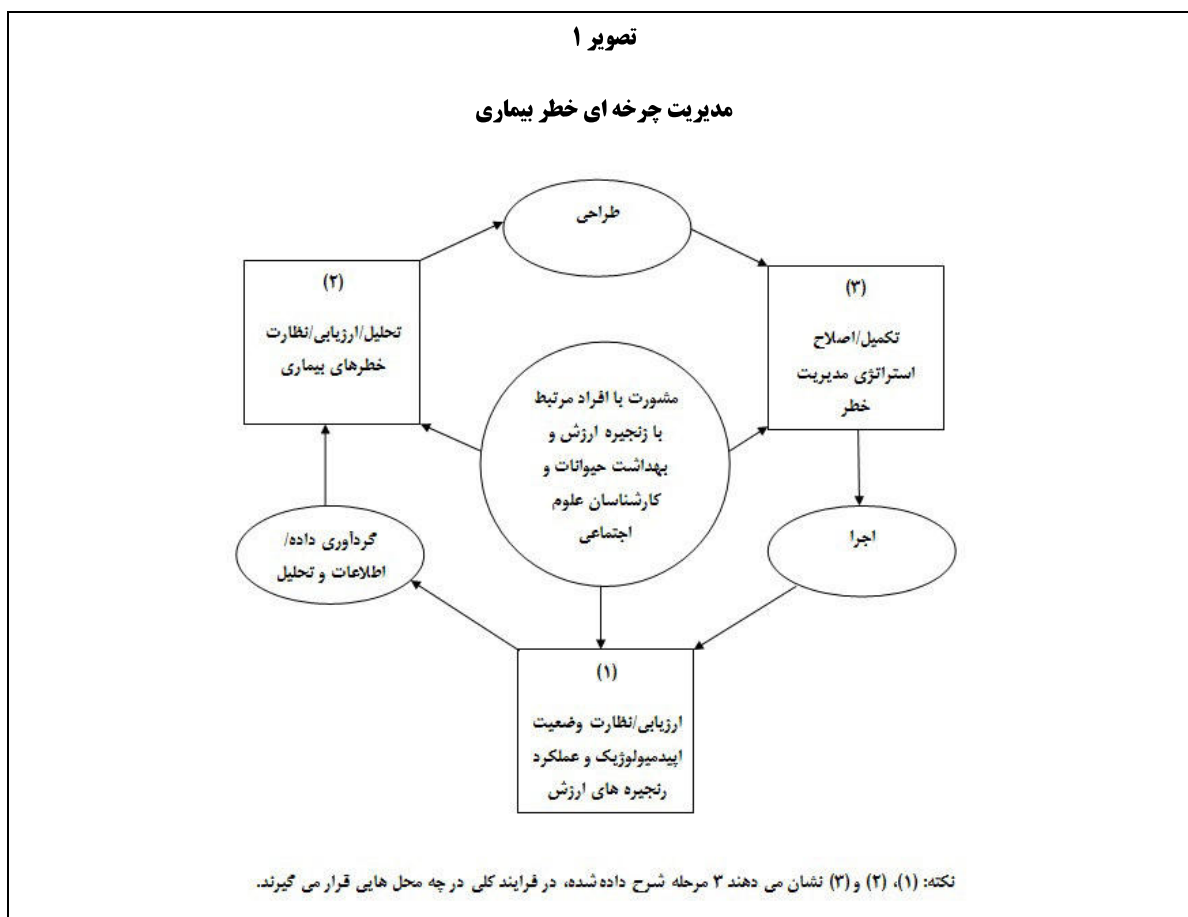 تصویر ۱
مدیریت چرخه ای خطر بیماری
طراحی
(۲)
تحلیل/ارزیابی/نظارت
خطرهای بیماری
(۳)
تکمیل/اصلاح
استراتژی مدیریت
خطر
مشورت با افراد مرتبط
با زنجیره ارزش و
بهداشت حیوانات و
کارشناسان علوم
اجتماعی
گردآوری داده/
اطلاعات و تحلیل
اجرا
(۱)
ارزیابی/نظارت وضعیت
اپیدمیولوژیک و عملکرد
رنجیره های ارزش
نکته: (۱)، (۲) و (۳) نشان می دهند ۳ مرحله شرح داده شده، در فرایند کلی در چه محل هایی قرار می گیرند.